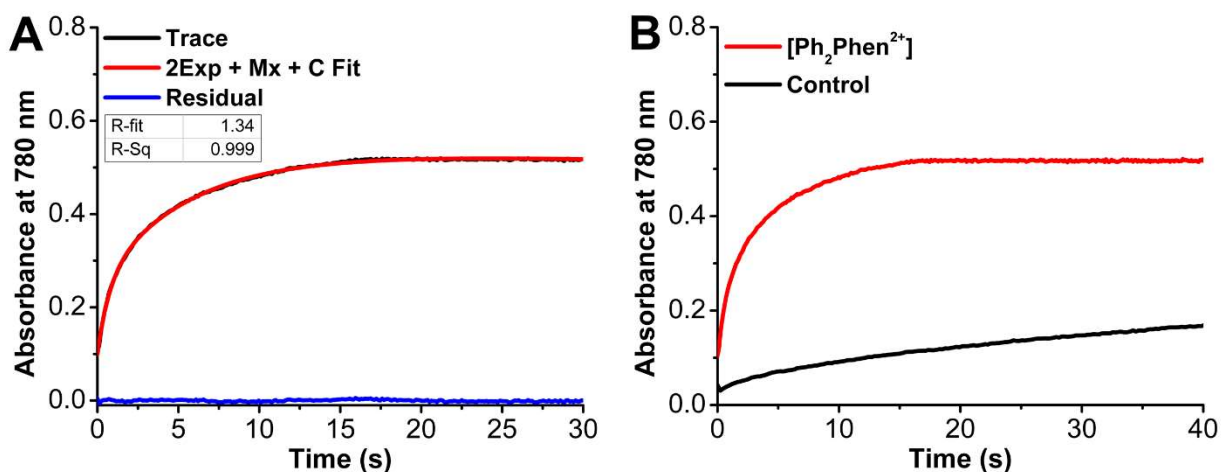 A
Absorbance at 780 nm
0.8
0.6
0.4
0.2
0.0
Trace
2Exp + Mx + C Fit
Residual
R-fit 1.34
R-Sq 0.999
0 5 10 15 20 25 30
Time (s)
B
Absorbance at 780 nm
0.8
0.6
0.4
0.2
0.0
[Ph₂Phen²⁺]
Control
0 10 20 30 40
Time (s)